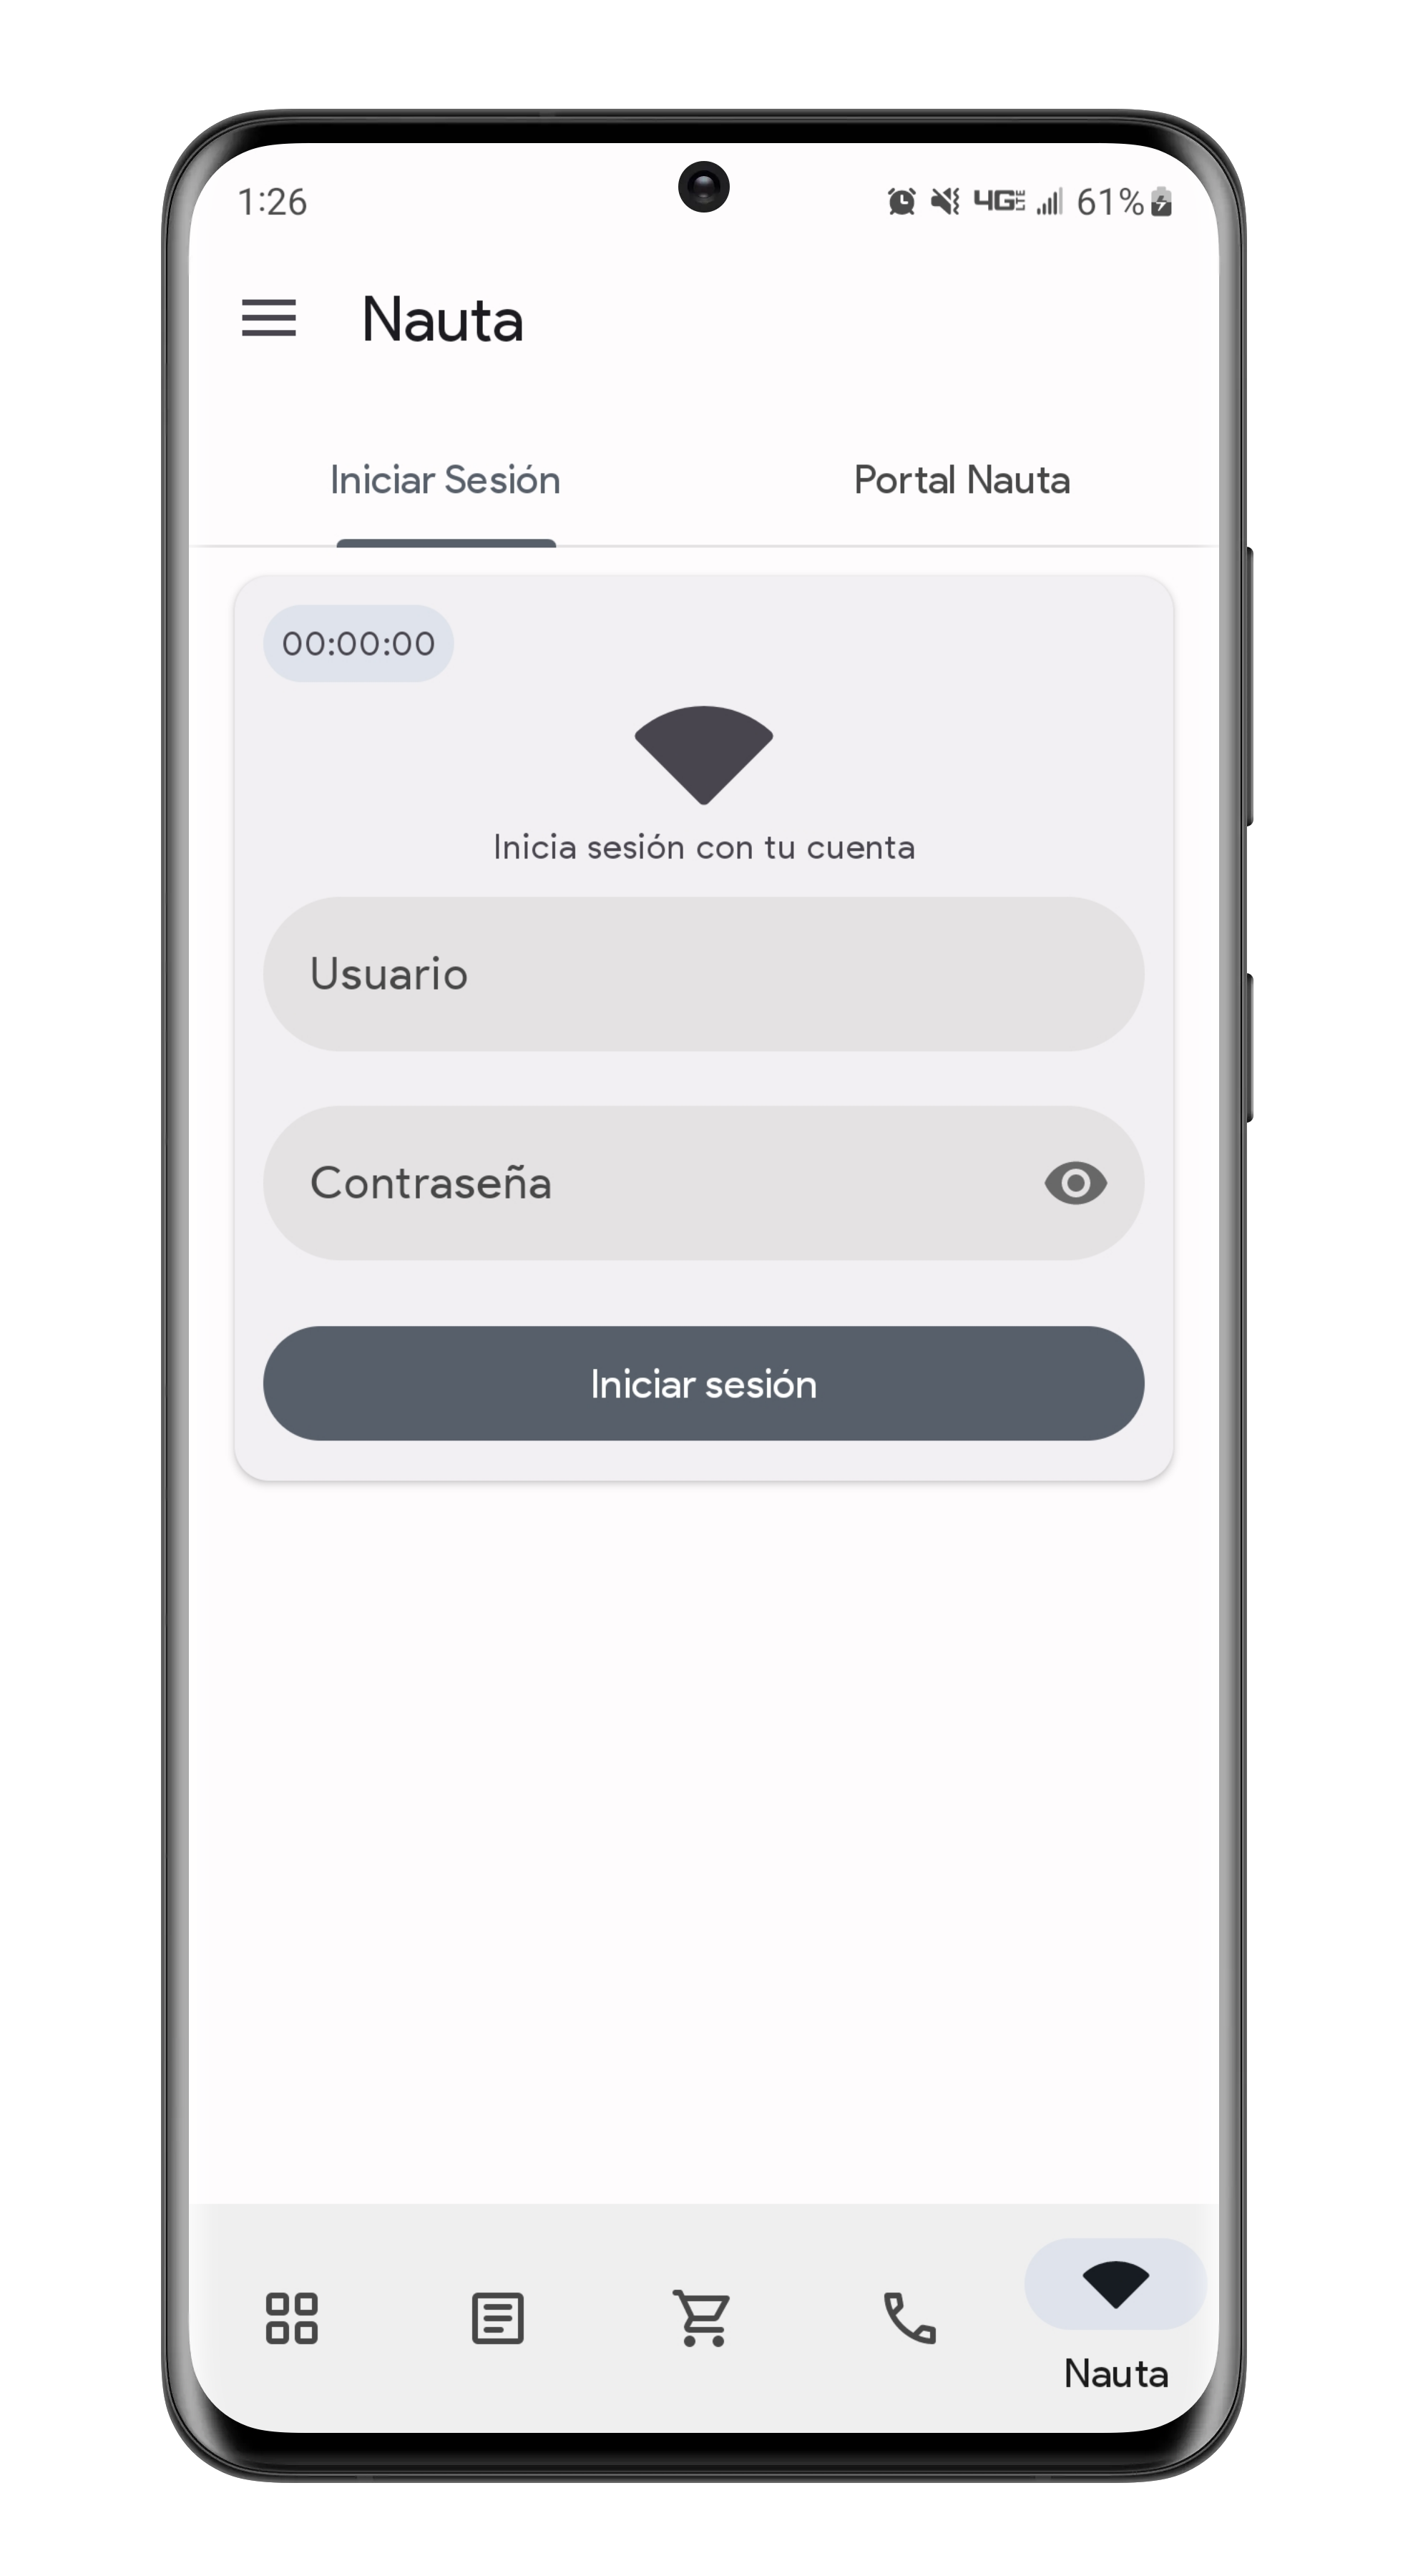 1:26
4G LTE 61%
Nauta
Iniciar Sesión Portal Nauta
00:00:00
Inicia sesión con tu cuenta
Usuario
Contraseña
Iniciar sesión
Nauta